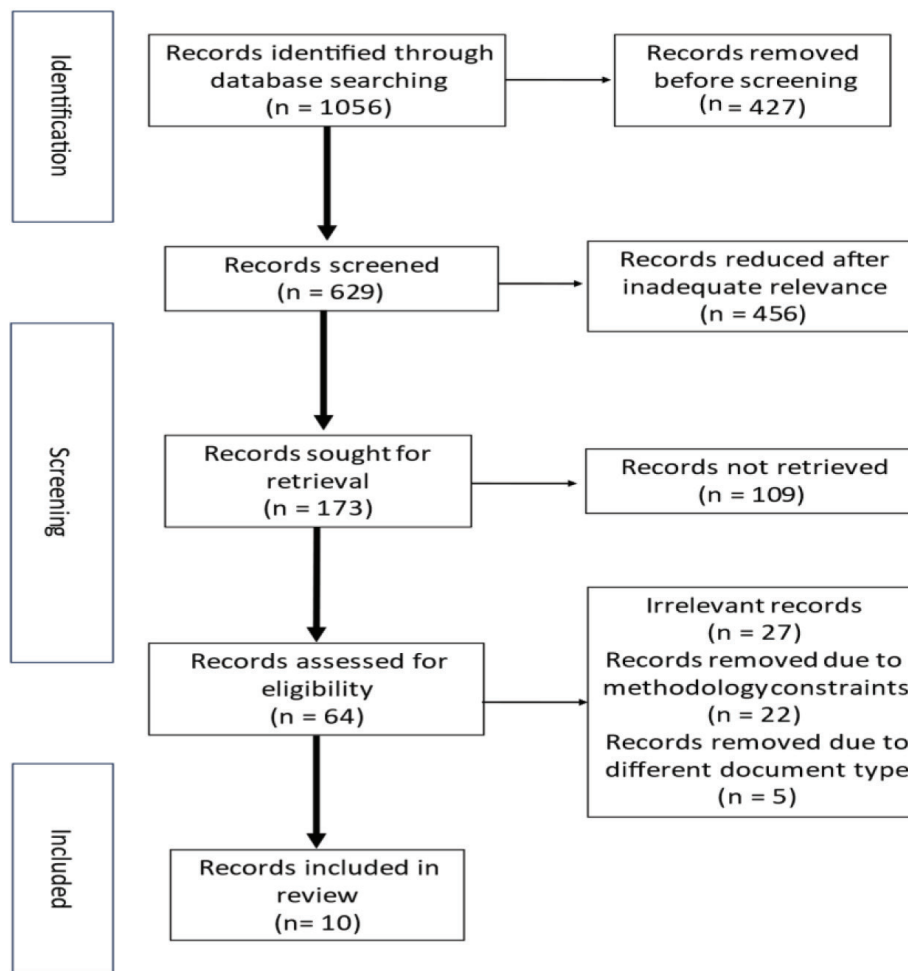 Identification
Records identified through
database searching
(n = 1056)
Records removed
before screening
(n = 427)
Records screened
(n = 629)
Records reduced after
inadequate relevance
(n = 456)
Screening
Records sought for
retrieval
(n = 173)
Records not retrieved
(n = 109)
Records assessed for
eligibility
(n = 64)
Irrelevant records
(n = 27)
Records removed due to
methodology constraints
(n = 22)
Records removed due to
different document type
(n = 5)
Included
Records included in
review
(n= 10)